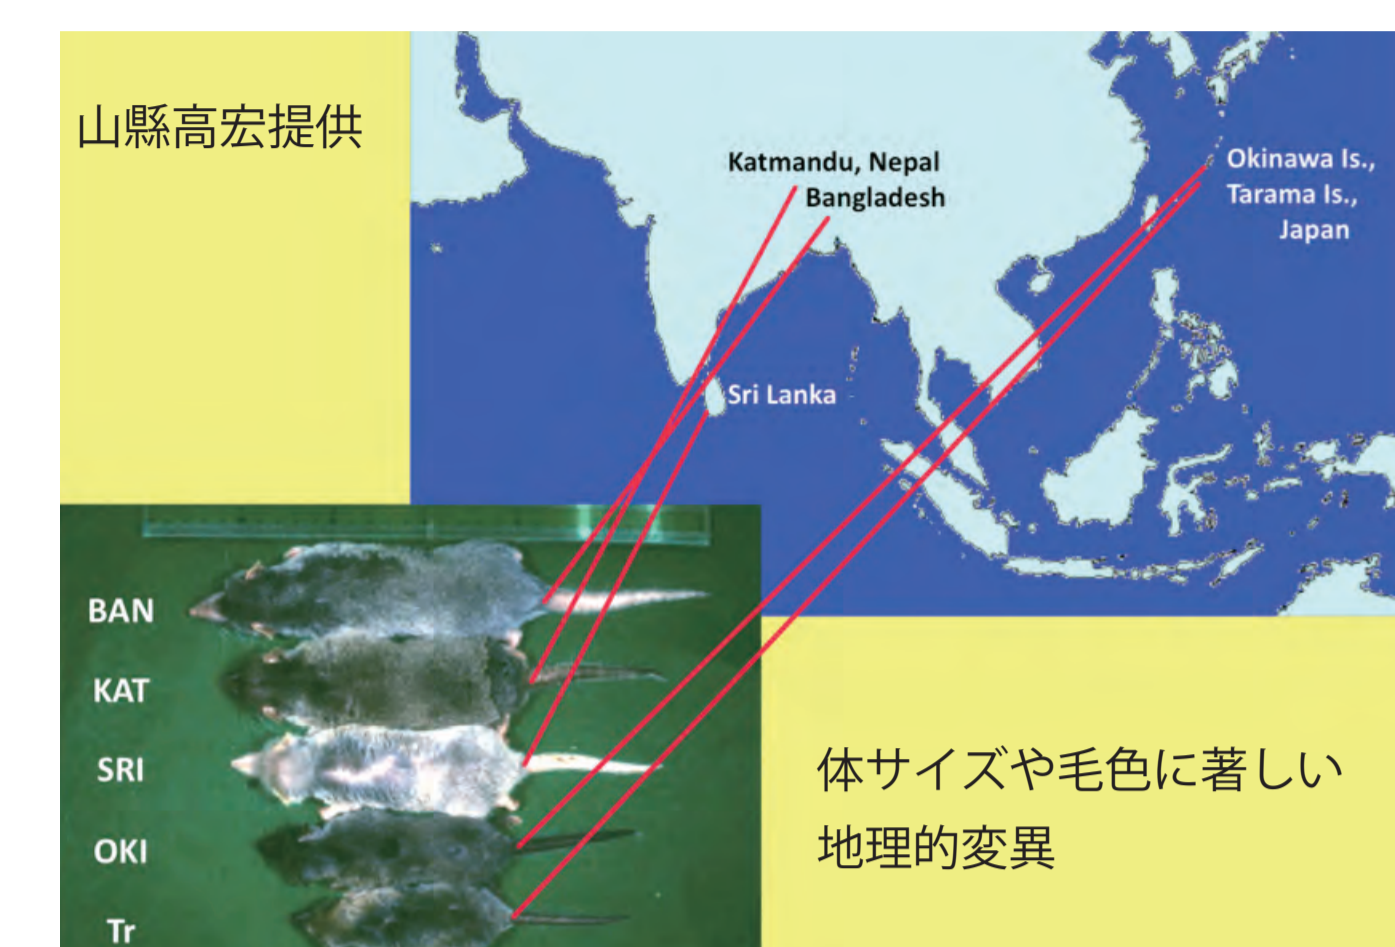 山縣高宏提供
Katmandu, Nepal
Bangladesh
Okinawa Is.,
Tarama Is.,
Japan
Sri Lanka
BAN
KAT
SRI
OKI
Tr
体サイズや毛色に著しい
地理的変異